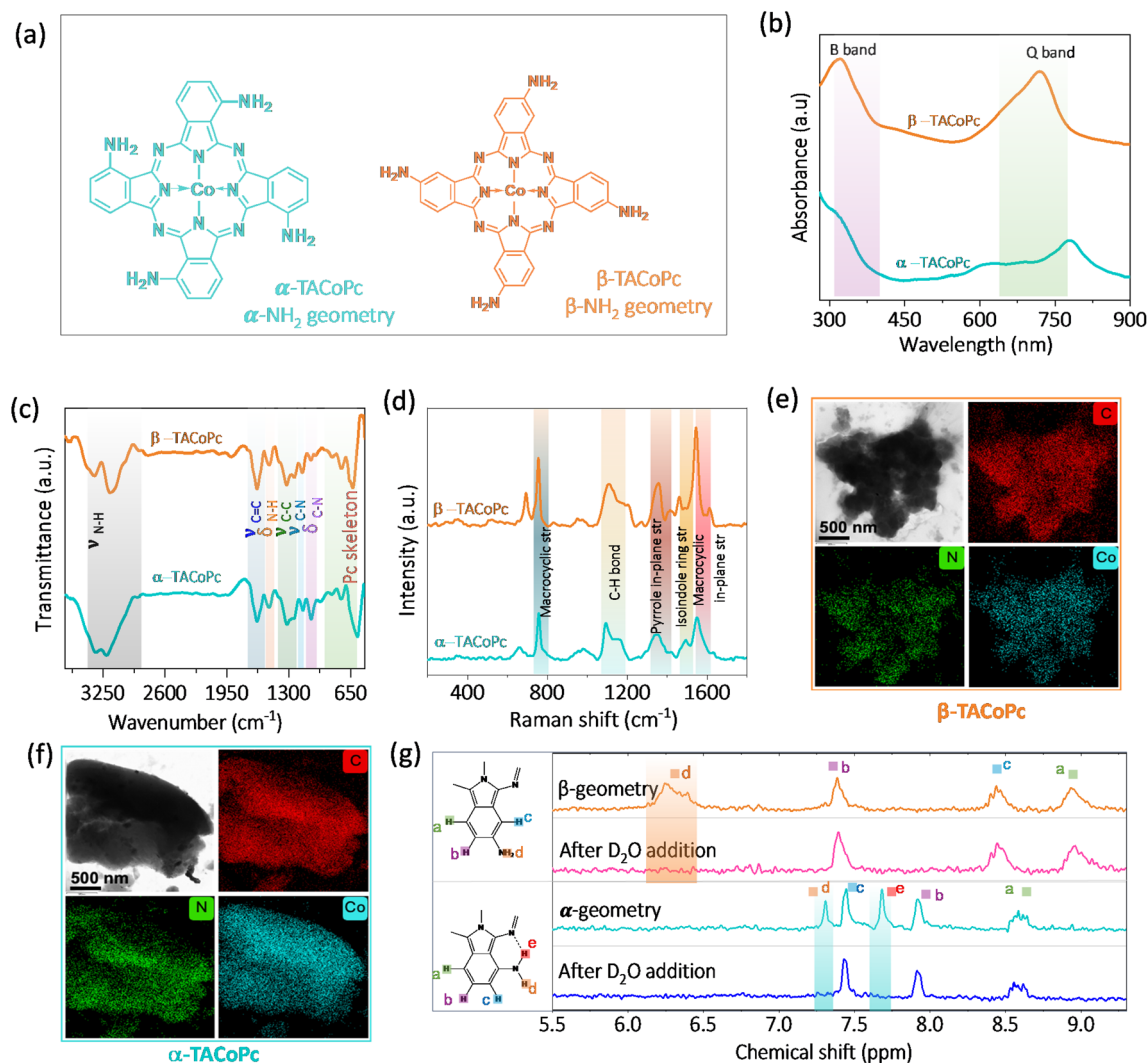 (a)
NH₂
NH₂
N
N
N
N
Co
N
N
N
N
NH₂
H₂N
α-TACoPc
α-NH₂ geometry
NH₂
H₂N
N
N
N
N
Co
N
N
N
N
NH₂
H₂N
β-TACoPc
β-NH₂ geometry
(b)
B band
Q band
β–TACoPc
α–TACoPc
Absorbance (a.u)
300
450
600
750
900
Wavelength (nm)
(c)
β–TACoPc
ν N-H
ν C=C
δ N-H
ν C-C
ν C-N
δ C-N
Pc skeleton
α–TACoPc
Transmittance (a.u.)
3250
2600
1950
1300
650
Wavenumber (cm⁻¹)
(d)
β–TACoPc
Macrocyclic str
C-H bond
Pyrrole in-plane str
Isoindole ring str
Macrocyclic
in-plane str
α–TACoPc
Intensity (a.u.)
400
800
1200
1600
Raman shift (cm⁻¹)
(e)
C
500 nm
N
Co
β-TACoPc
(f)
C
500 nm
N
Co
α-TACoPc
(g)
N
N
a
H
H
c
b
H
NH₂
d
N
N
e
H
a
H
N
H
d
b
H
H
c
d
b
c
a
β-geometry
After D₂O addition
d
c
e
b
a
α-geometry
After D₂O addition
5.5
6.0
6.5
7.0
7.5
8.0
8.5
9.0
Chemical shift (ppm)